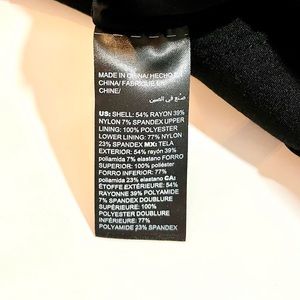 MADE IN CHINA/ HECHO EN
CHINA/ FABRIQUÉ EN
CHINE/
صنع في الصين
US: SHELL: 54% RAYON 39%
NYLON 7% SPANDEX UPPER
LINING: 100% POLYESTER
LOWER LINING: 77% NYLON
23% SPANDEX MX: TELA
EXTERIOR: 54% rayon 39%
poliamida 7% elastano FORRO
SUPERIOR: 100% poliéster
FORRO INFERIOR: 77%
poliamida 23% elastano CA:
ÉTOFFE EXTÉRIEURE: 54%
RAYONNE 39% POLYAMIDE
7% SPANDEX DOUBLURE
SUPÉRIEURE: 100%
POLYESTER DOUBLURE
INFÉRIEURE: 77%
POLYAMIDE 23% SPANDEX